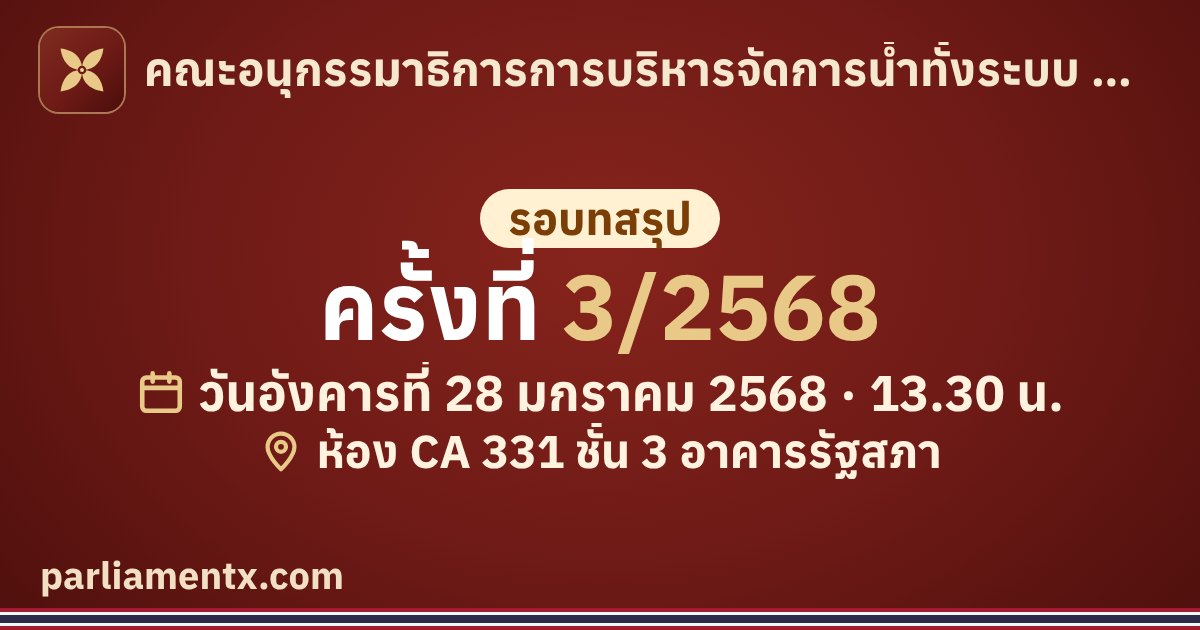 คณะอนุกรรมาธิการการบริหารจัดการน้ำทั้งระบบ ...
รอบทสรุป
ครั้งที่ 3/2568
วันอังคารที่ 28 มกราคม 2568 · 13.30 น.
ห้อง CA 331 ชั้น 3 อาคารรัฐสภา
parliamentx.com